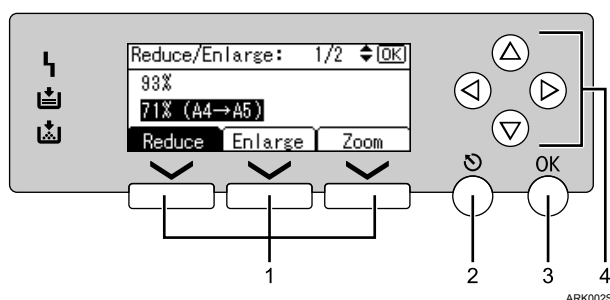 Reduce/Enlarge: 1/2 OK
93%
71% (A4→A5)
Reduce Enlarge Zoom
OK
1 2 3 4
ARK002S